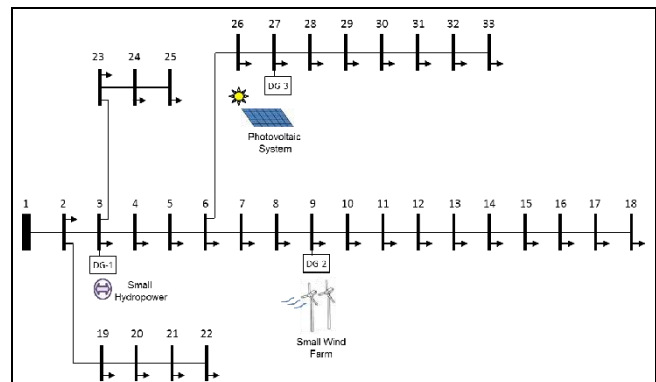 26 27 28 29 30 31 32 33
23 24 25
DG-3
Photovoltaic
System
1 2 3 4 5 6 7 8 9 10 11 12 13 14 15 16 17 18
DG-1
DG 2
Small
Hydropower
Small Wind
Farm
19 20 21 22